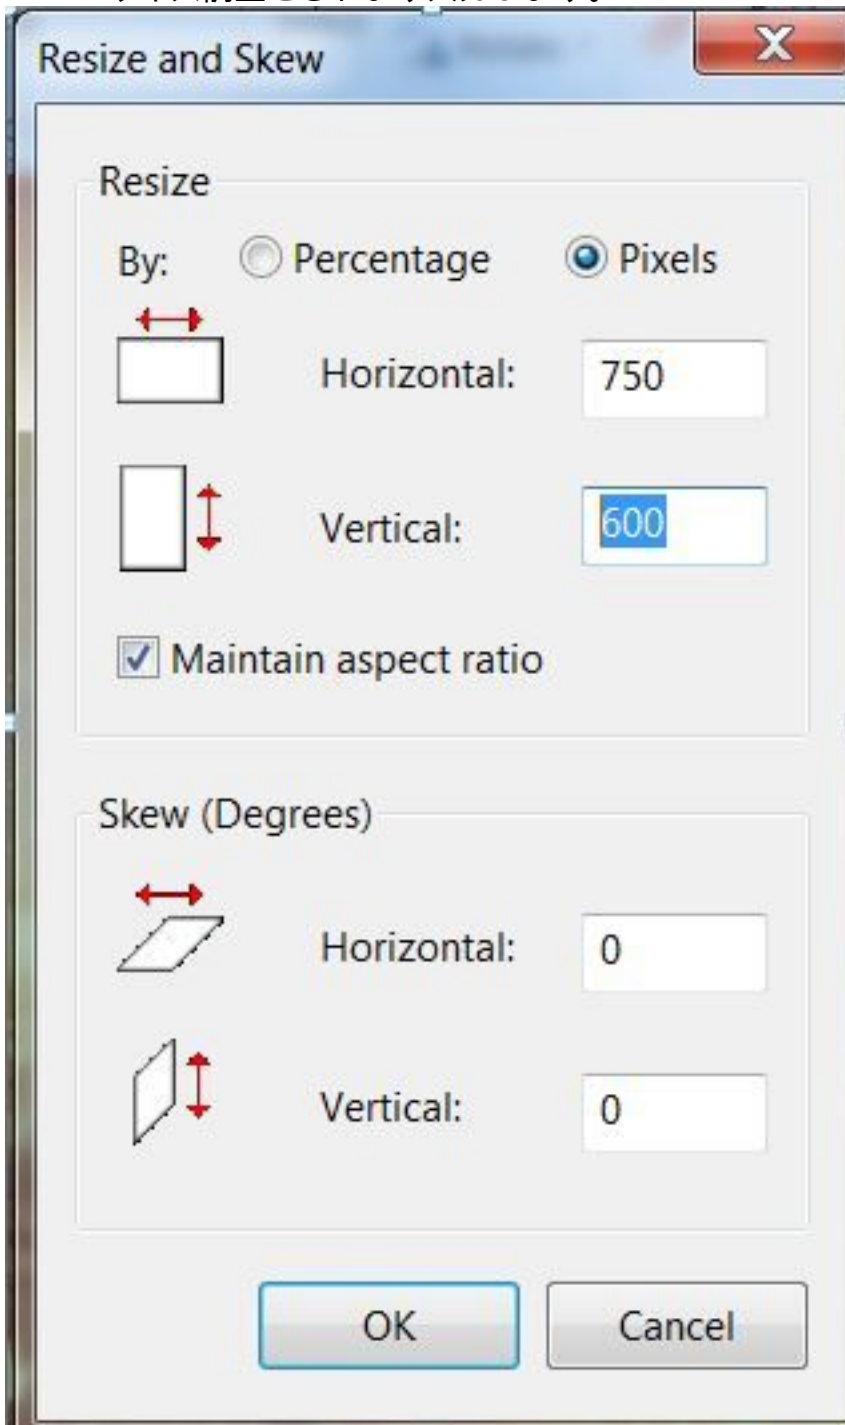 Resize and Skew
Resize
By: Percentage Pixels
Horizontal: 750
Vertical: 600
Maintain aspect ratio
Skew (Degrees)
Horizontal: 0
Vertical: 0
OK Cancel